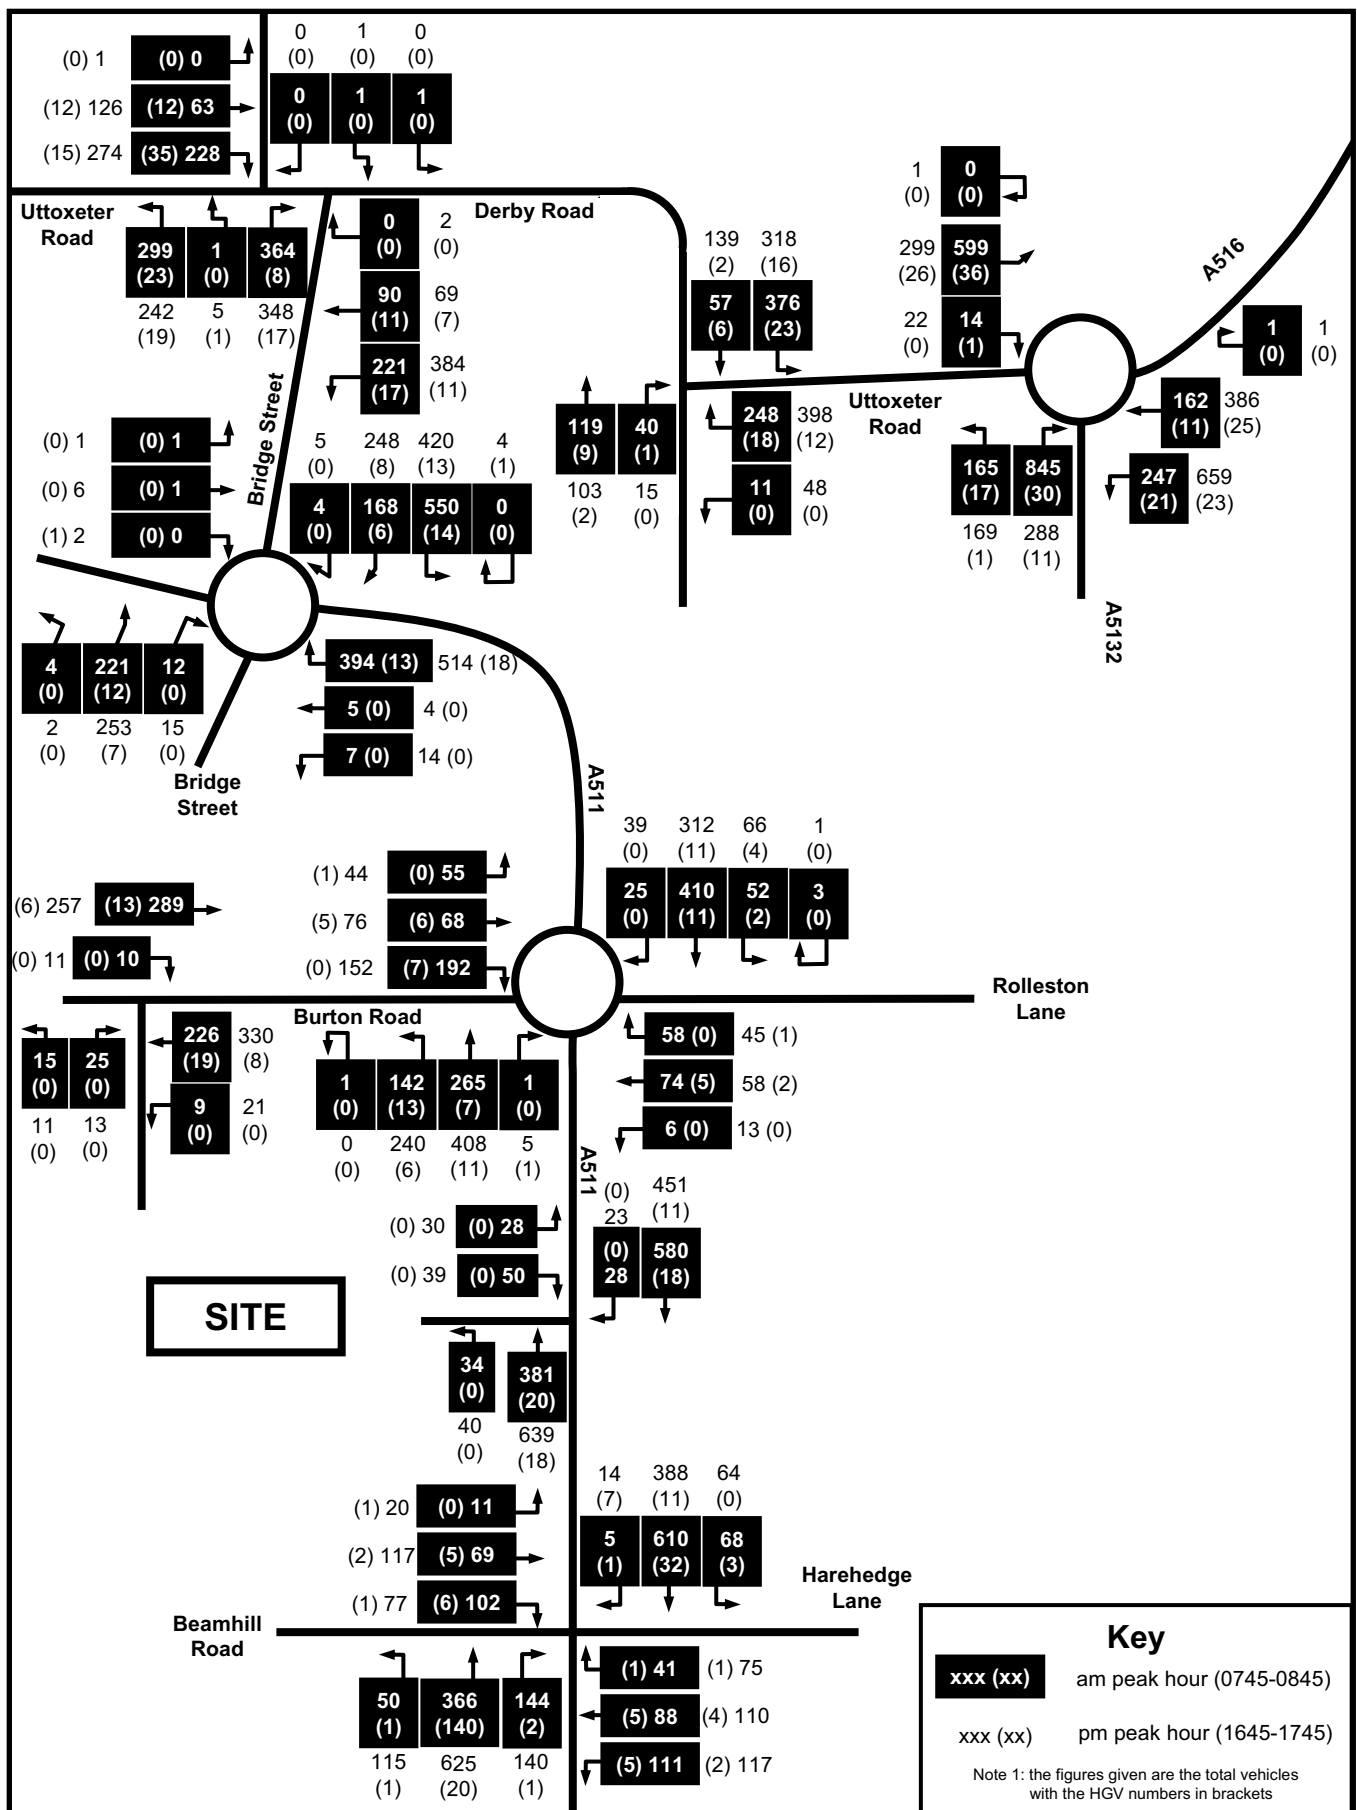 0 1 0
(0) (0) (0)
(0) 1 (0) 0
(12) 126 (12) 63
(15) 274 (35) 228
0 1 1
(0) (0) (0)
Uttoxeter
Road
Derby Road
299 1 364
(23) (0) (8)
242 5 348
(19) (1) (17)
0 2
(0) (0)
90 69
(11) (7)
221 384
(17) (11)
Bridge Street
139 318
(2) (16)
57 376
(6) (23)
119 40
(9) (1)
103 15
(2) (0)
248 398
(18) (12)
11 48
(0) (0)
Uttoxeter
Road
1 0
(0) (0)
299 599
(26) (36)
22 14
(0) (1)
A516
1 1
(0) (0)
162 386
(11) (25)
247 659
(21) (23)
165 845
(17) (30)
169 288
(1) (11)
A5132
(0) 1 (0) 1
(0) 6 (0) 1
(1) 2 (0) 0
5 248 420 4
(0) (8) (13) (1)
4 168 550 0
(0) (6) (14) (0)
4 221 12
(0) (12) (0)
2 253 15
(0) (7) (0)
394 (13) 514 (18)
5 (0) 4 (0)
7 (0) 14 (0)
Bridge
Street
A511
39 312 66 1
(0) (11) (4) (0)
25 410 52 3
(0) (11) (2) (0)
(1) 44 (0) 55
(5) 76 (6) 68
(0) 152 (7) 192
(6) 257 (13) 289
(0) 11 (0) 10
Rolleston
Lane
Burton Road
15 25
(0) (0)
11 13
(0) (0)
226 330
(19) (8)
9 21
(0) (0)
1 142 265 1
(0) (13) (7) (0)
0 240 408 5
(0) (6) (11) (1)
58 (0) 45 (1)
74 (5) 58 (2)
6 (0) 13 (0)
A511
(0) 451
23 (11)
(0) 580
28 (18)
(0) 30 (0) 28
(0) 39 (0) 50
SITE
34 381
(0) (20)
40 639
(0) (18)
14 388 64
(7) (11) (0)
5 610 68
(1) (32) (3)
(1) 20 (0) 11
(2) 117 (5) 69
(1) 77 (6) 102
Harehedge
Lane
Beamhill
Road
50 366 144
(1) (140) (2)
115 625 140
(1) (20) (1)
(1) 41 (1) 75
(5) 88 (4) 110
(5) 111 (2) 117
Key
xxx (xx) am peak hour (0745-0845)
xxx (xx) pm peak hour (1645-1745)
Note 1: the figures given are the total vehicles
with the HGV numbers in brackets